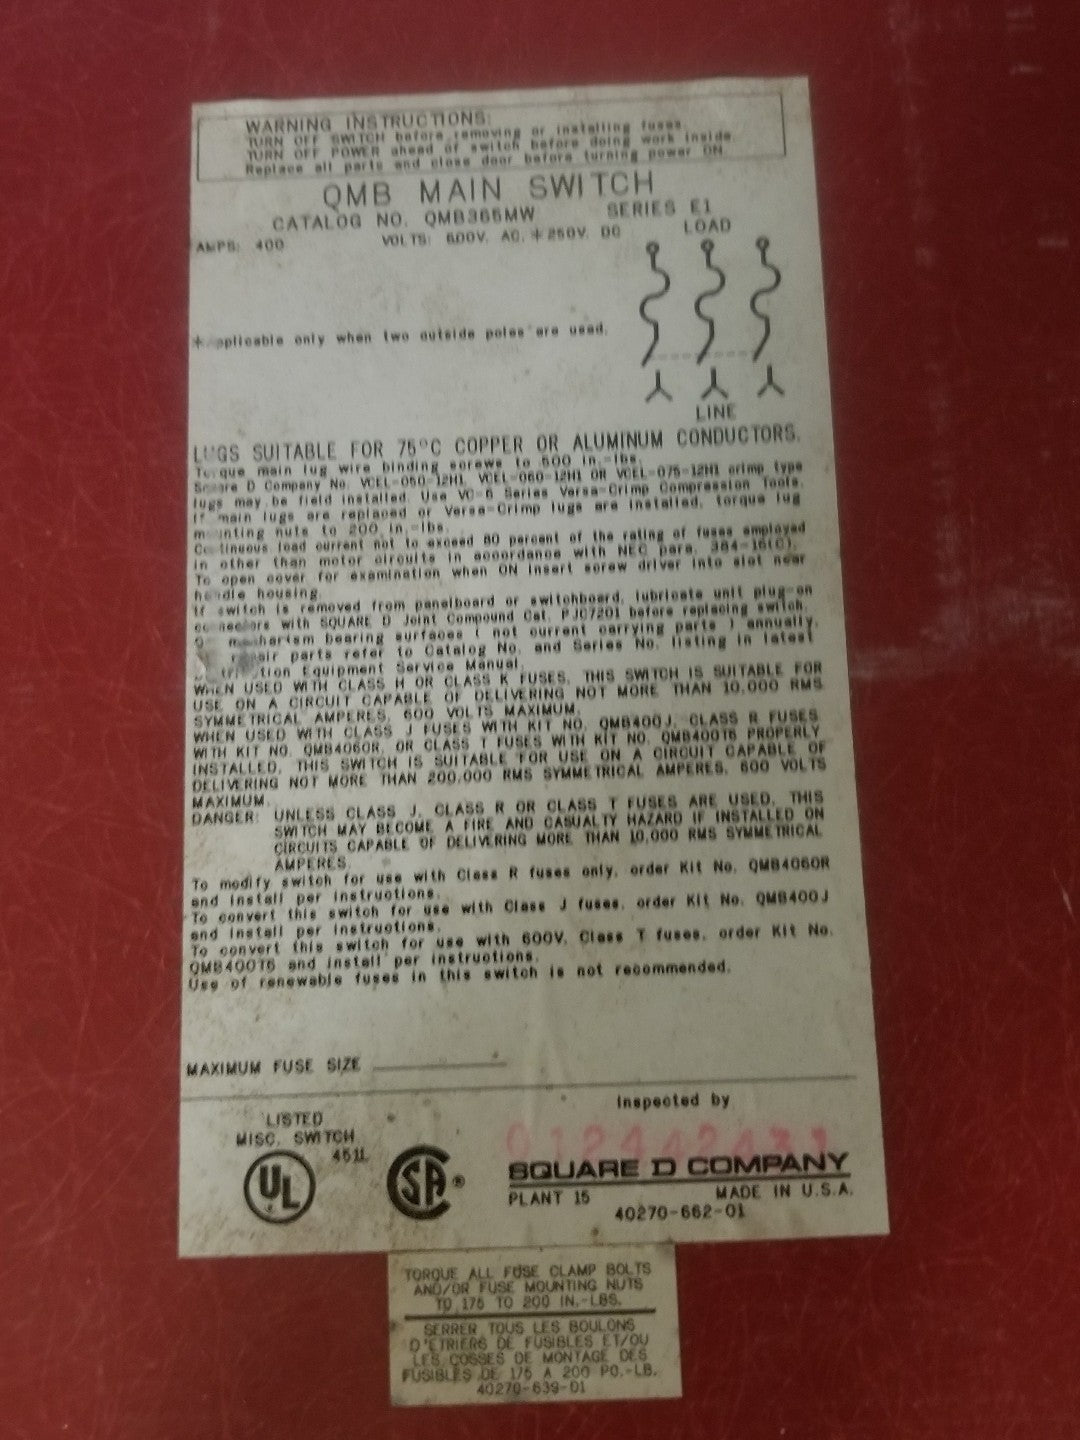 WARNING INSTRUCTIONS:
TURN OFF SWITCH before removing or installing fuses.
TURN OFF POWER ahead of switch before doing work inside.
Replace all parts and close door before turning power ON.
QMB MAIN SWITCH
CATALOG NO. QMB365MW SERIES E1
AMPS: 400 VOLTS: 600V. AC, *250V. DC
LOAD
*Applicable only when two outside poles are used.
LINE
LUGS SUITABLE FOR 75°C COPPER OR ALUMINUM CONDUCTORS.
Torque main lug wire binding screws to 500 in.-lbs.
Square D Company No. VCEL-050-12H1, VCEL-060-12H1 OR VCEL-075-12H1 crimp type
lugs may be field installed. Use VC-6 Series Versa-Crimp Compression Tools.
If main lugs are replaced or Versa-Crimp lugs are installed, torque lug
mounting nuts to 200 in.-lbs.
Continuous load current not to exceed 80 percent of the rating of fuses employed
in other than motor circuits in accordance with NEC para. 384-16(C).
To open cover for examination when ON insert screw driver into slot near
handle housing.
If switch is removed from panelboard or switchboard, lubricate unit plug-on
connectors with SQUARE D Joint Compound Cat. PJC7201 before replacing switch.
mechanism bearing surfaces ( not current carrying parts ) annually.
repair parts refer to Catalog No. and Series No. listing in latest
Distribution Equipment Service Manual.
WHEN USED WITH CLASS H OR CLASS K FUSES, THIS SWITCH IS SUITABLE FOR
USE ON A CIRCUIT CAPABLE OF DELIVERING NOT MORE THAN 10,000 RMS
SYMMETRICAL AMPERES, 600 VOLTS MAXIMUM.
WHEN USED WITH CLASS J FUSES WITH KIT NO. QMB400J, CLASS R FUSES
WITH KIT NO. QMB4060R, OR CLASS T FUSES WITH KIT NO. QMB400T6 PROPERLY
INSTALLED, THIS SWITCH IS SUITABLE FOR USE ON A CIRCUIT CAPABLE OF
DELIVERING NOT MORE THAN 200,000 RMS SYMMETRICAL AMPERES, 600 VOLTS
MAXIMUM.
DANGER: UNLESS CLASS J, CLASS R OR CLASS T FUSES ARE USED, THIS
SWITCH MAY BECOME A FIRE AND CASUALTY HAZARD IF INSTALLED ON
CIRCUITS CAPABLE OF DELIVERING MORE THAN 10,000 RMS SYMMETRICAL
AMPERES.
To modify switch for use with Class R fuses only, order Kit No. QMB4060R
and install per instructions.
To convert this switch for use with Class J fuses, order Kit No. QMB400J
and install per instructions.
To convert this switch for use with 600V. Class T fuses, order Kit No.
QMB400T6 and install per instructions.
Use of renewable fuses in this switch is not recommended.
MAXIMUM FUSE SIZE
LISTED
MISC. SWITCH
451L
UL
SA ®
Inspected by
SQUARE D COMPANY
PLANT 15 MADE IN U.S.A.
40270-662-01
TORQUE ALL FUSE CLAMP BOLTS
AND/OR FUSE MOUNTING NUTS
TO 175 TO 200 IN.-LBS.
SERRER TOUS LES BOULONS
D'ETRIERS DE FUSIBLES ET/OU
LES COSSES DE MONTAGE DES
FUSIBLES DE 175 A 200 PO.-LB.
40270-639-01